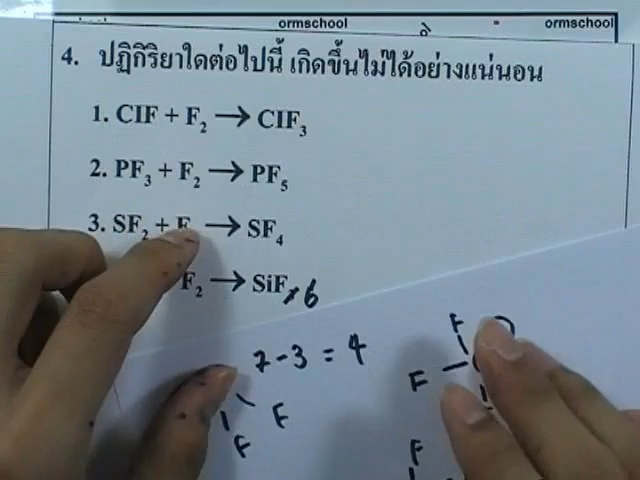 ormschool ormschool
4. ปฏิกิริยาใดต่อไปนี้ เกิดขึ้นไม่ได้อย่างแน่นอน
1. ClF + F₂ → ClF₃
2. PF₃ + F₂ → PF₅
3. SF₂ + F → SF₄
F₂ → SiF 6
7-3 = 4
F
F
F
F
F